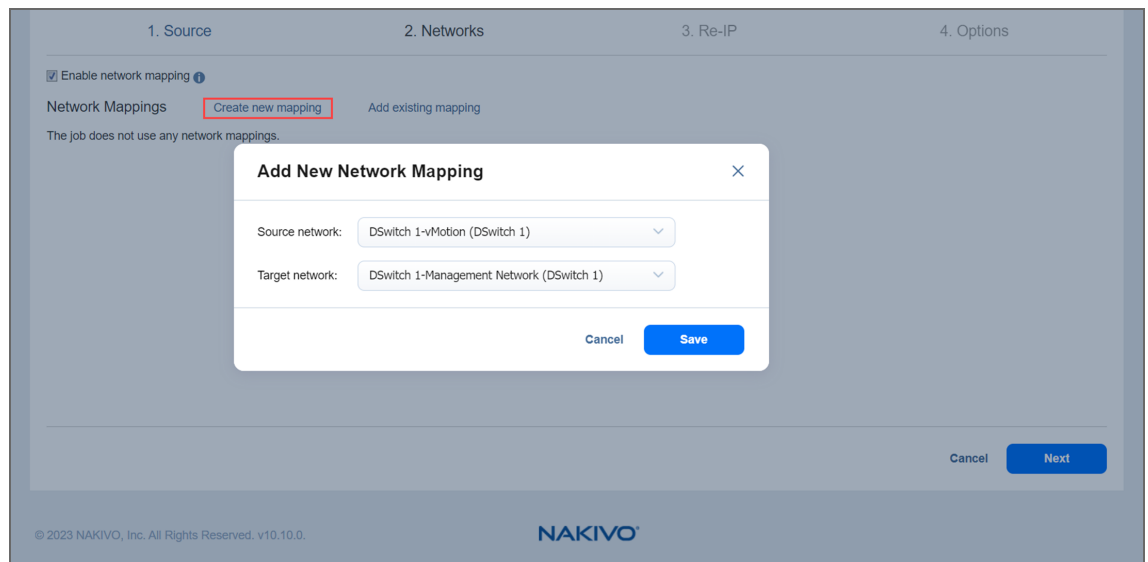 1. Source 2. Networks 3. Re-IP 4. Options
Enable network mapping
Network Mappings Create new mapping Add existing mapping
The job does not use any network mappings.
Add New Network Mapping
Source network: DSwitch 1-vMotion (DSwitch 1)
Target network: DSwitch 1-Management Network (DSwitch 1)
Cancel Save
Cancel Next
© 2023 NAKIVO, Inc. All Rights Reserved. v10.10.0. NAKIVO®